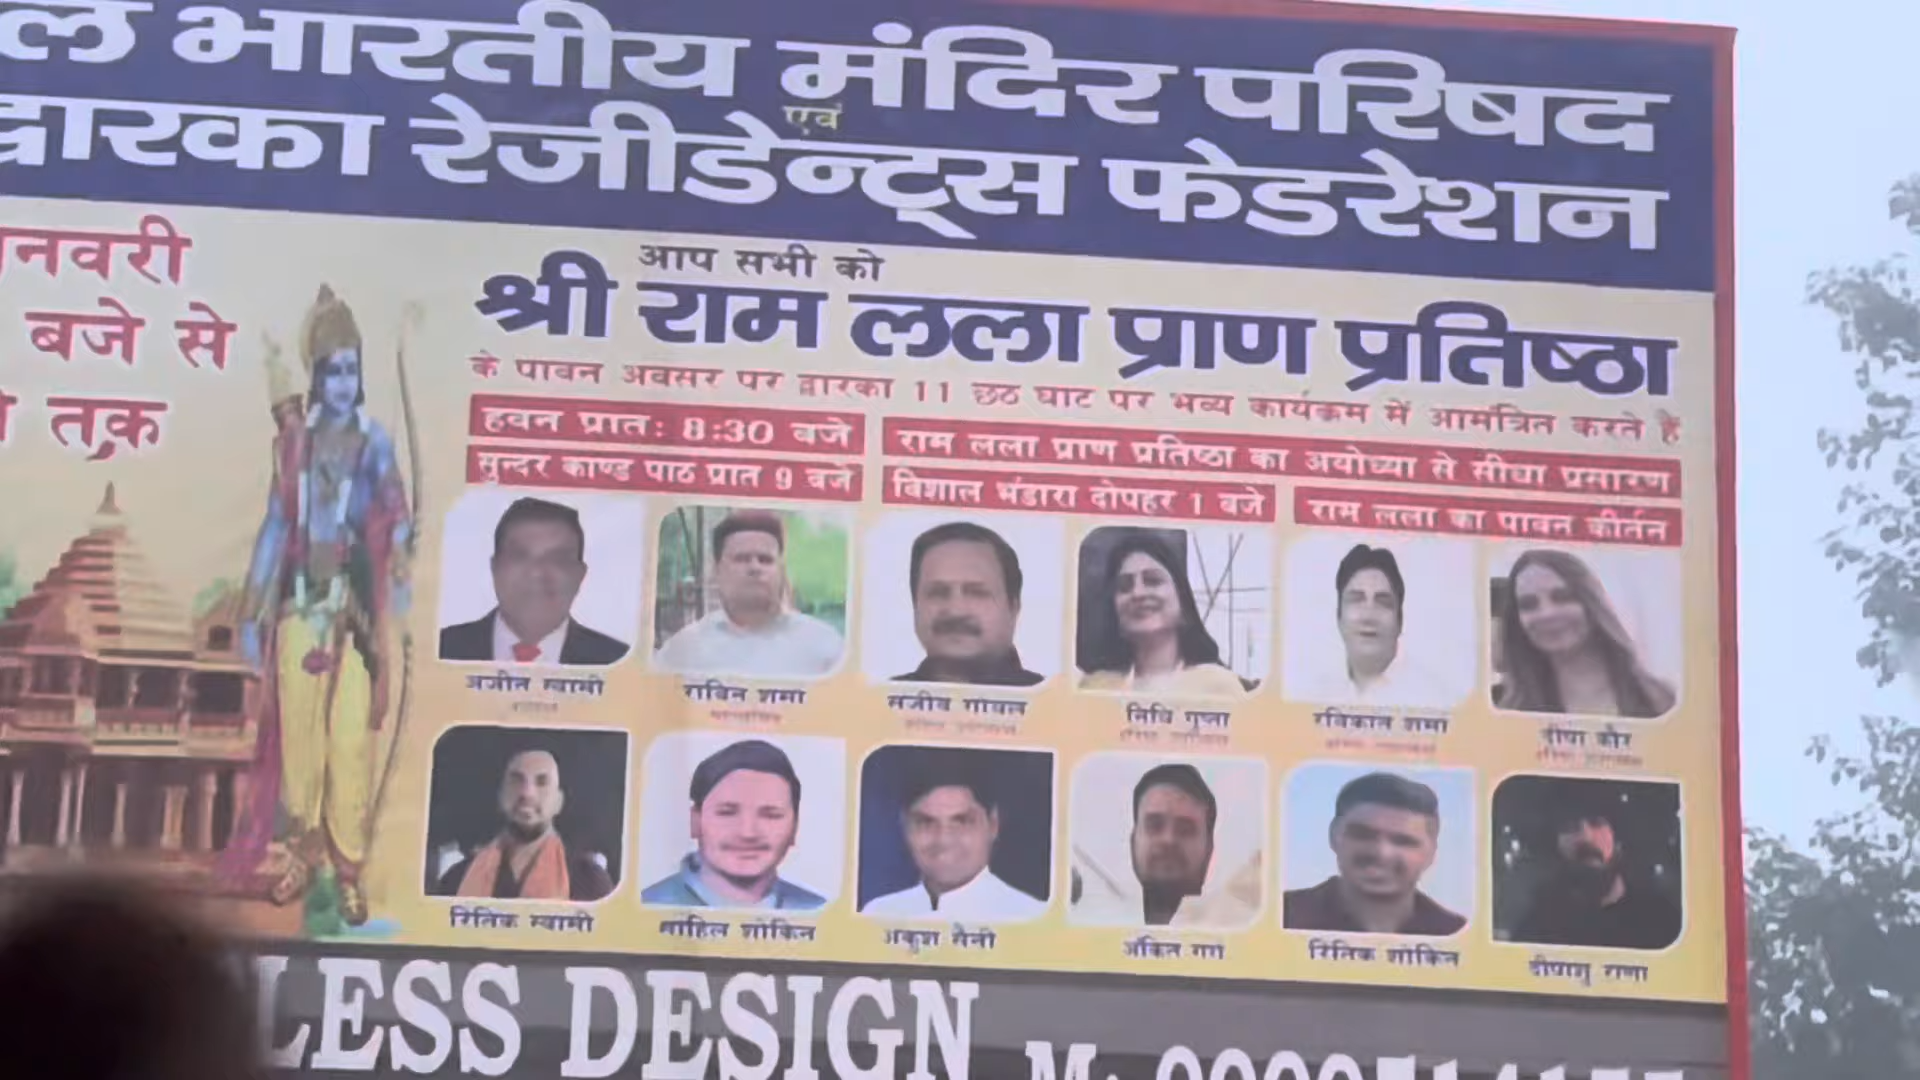 ल भारतीय मंदिर परिषद
एवं
द्वारका रेजीडेन्ट्स फेडरेशन
नवरी
बजे से
तक
आप सभी को
श्री राम लला प्राण प्रतिष्ठा
के पावन अवसर पर द्वारका 11 छठ घाट पर भव्य कार्यक्रम में आमंत्रित करते है
हवन प्रातः 8:30 बजे
राम लला प्राण प्रतिष्ठा का अयोध्या से सीधा प्रसारण
सुन्दर काण्ड पाठ प्रात 9 बजे
विशाल भंडारा दोपहर 1 बजे
राम लला का पावन कीर्तन
अजीत स्वामी
राबिन शर्मा
संजीव गोयल
निधि गुप्ता
रविकांत शर्मा
दीपा कौर
रितिक स्वामी
साहिल शोकिन
अंकुश सैनी
अंकित गर्ग
रितिक शोकिन
दीपांशु राणा
LESS DESIGN
M: